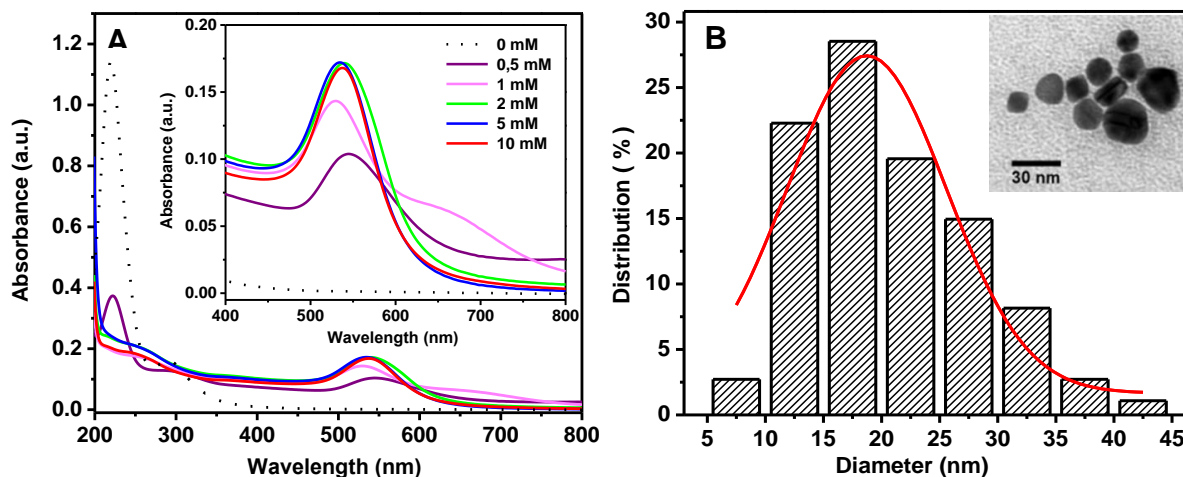 A
Absorbance (a.u.)
1.2
1.0
0.8
0.6
0.4
0.2
0.0
200 300 400 500 600 700 800
Wavelength (nm)
Absorbance (a.u.)
0.20
0.15
0.10
0.05
0.00
400 500 600 700 800
Wavelength (nm)
0 mM
0,5 mM
1 mM
2 mM
5 mM
10 mM
B
Distribution ( % )
30
25
20
15
10
5
0
5 10 15 20 25 30 35 40 45
Diameter (nm)
30 nm